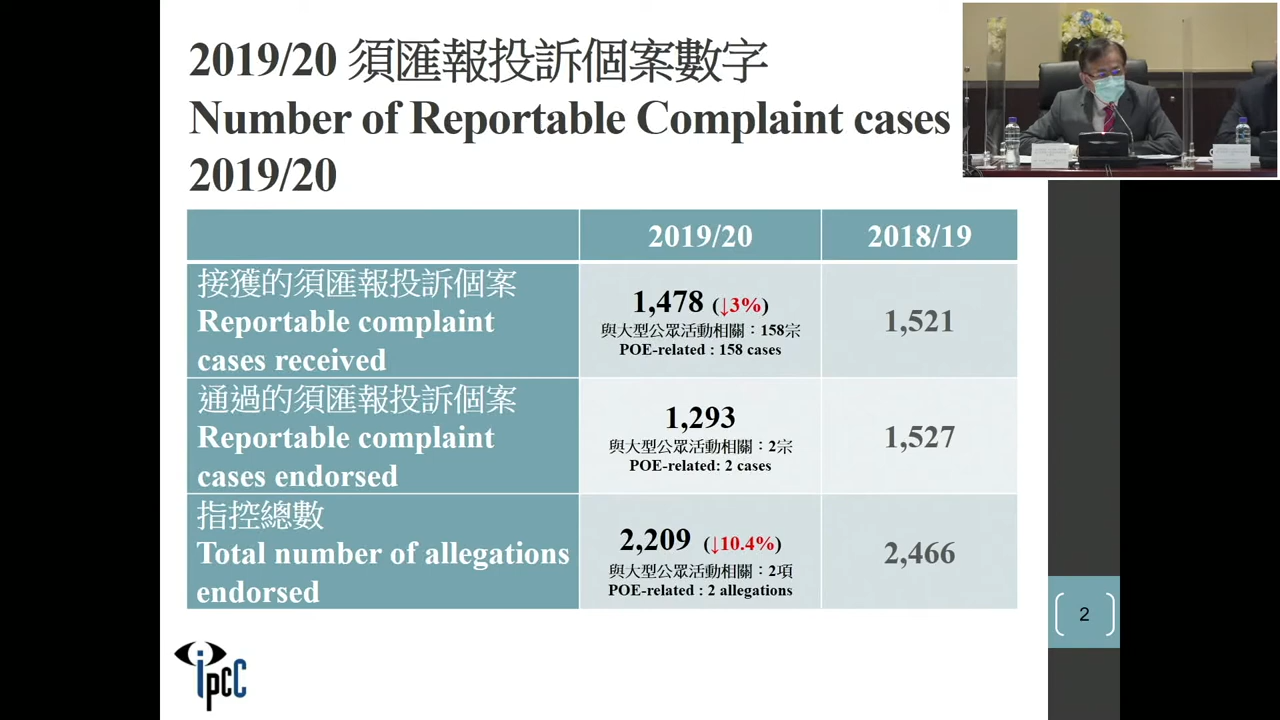 2019/20 須匯報投訴個案數字
Number of Reportable Complaint cases
2019/20
2019/20
2018/19
接獲的須匯報投訴個案
Reportable complaint
cases received
1,478 (↓3%)
與大型公眾活動相關：158宗
POE-related : 158 cases
1,521
通過的須匯報投訴個案
Reportable complaint
cases endorsed
1,293
與大型公眾活動相關：2宗
POE-related: 2 cases
1,527
指控總數
Total number of allegations
endorsed
2,209 (↓10.4%)
與大型公眾活動相關：2項
POE-related : 2 allegations
2,466
2
ipcc